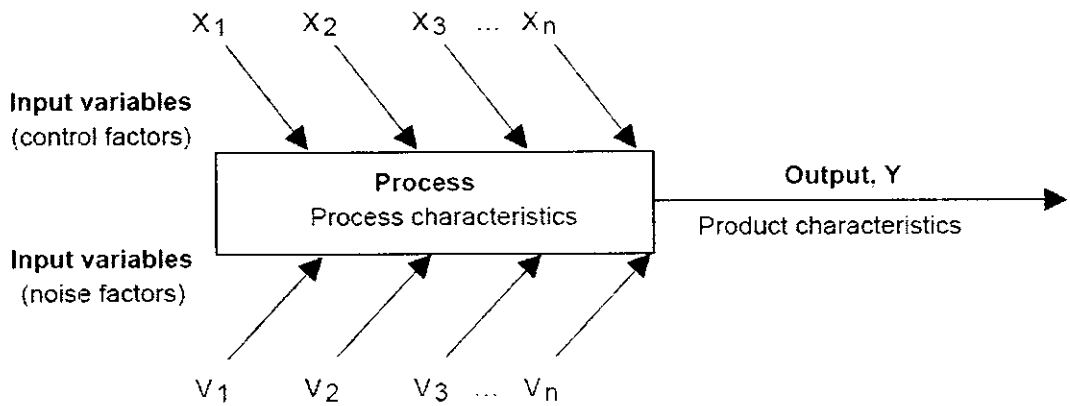 X1 X2 X3 ... Xn
Input variables
(control factors)
Process
Process characteristics
Output, Y
Product characteristics
Input variables
(noise factors)
V1 V2 V3 ... Vn